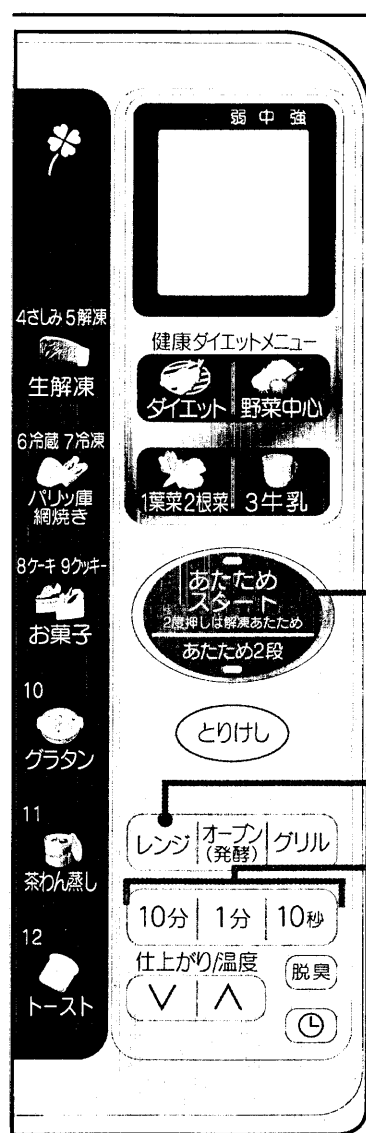 弱 中 強
4さしみ 5解凍
生解凍
6冷蔵 7冷凍
パリッ庫
網焼き
8ケーキ 9クッキー
お菓子
10
グラタン
11
茶わん蒸し
12
トースト
健康ダイエットメニュー
ダイエット 野菜中心
1葉菜2根菜 3牛乳
あたため
スタート
2度押しは解凍あたため
あたため2段
とりけし
レンジ オーブン(発酵) グリル
10分 1分 10秒
仕上がり/温度
脱臭